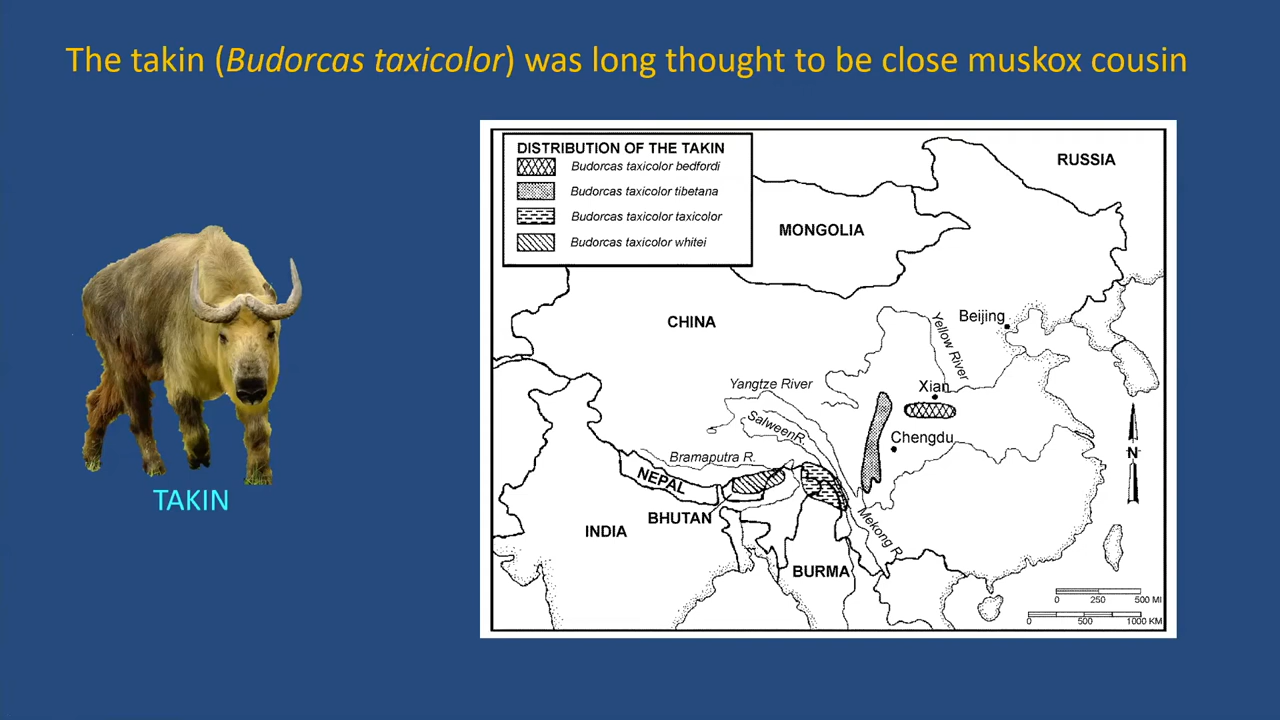 The takin (Budorcas taxicolor) was long thought to be close muskox cousin
DISTRIBUTION OF THE TAKIN
Budorcas taxicolor bedfordi
Budorcas taxicolor tibetana
Budorcas taxicolor taxicolor
Budorcas taxicolor whitei
RUSSIA
MONGOLIA
CHINA
Beijing
Yellow River
Yangtze River
Xian
Salween R.
Chengdu
Bramaputra R.
NEPAL
N
TAKIN
BHUTAN
INDIA
Mekong R.
BURMA
0 250 500 MI
0 500 1000 KM